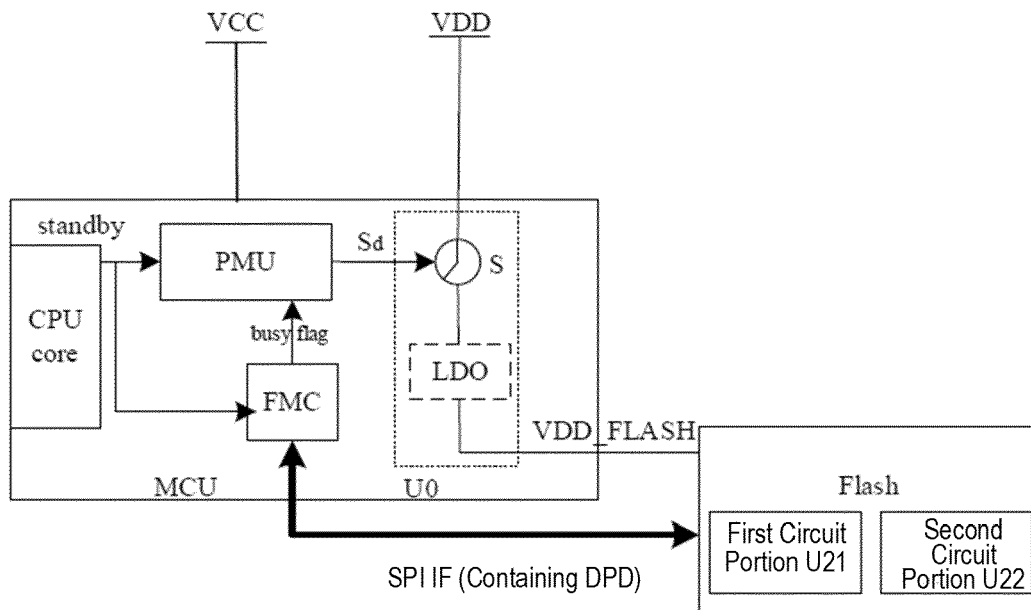 VCC
VDD
standby
PMU
Sd
S
CPU
core
busy flag
LDO
FMC
VDD_FLASH
MCU
U0
Flash
First Circuit
Portion U21
Second
Circuit
Portion U22
SPI IF (Containing DPD)